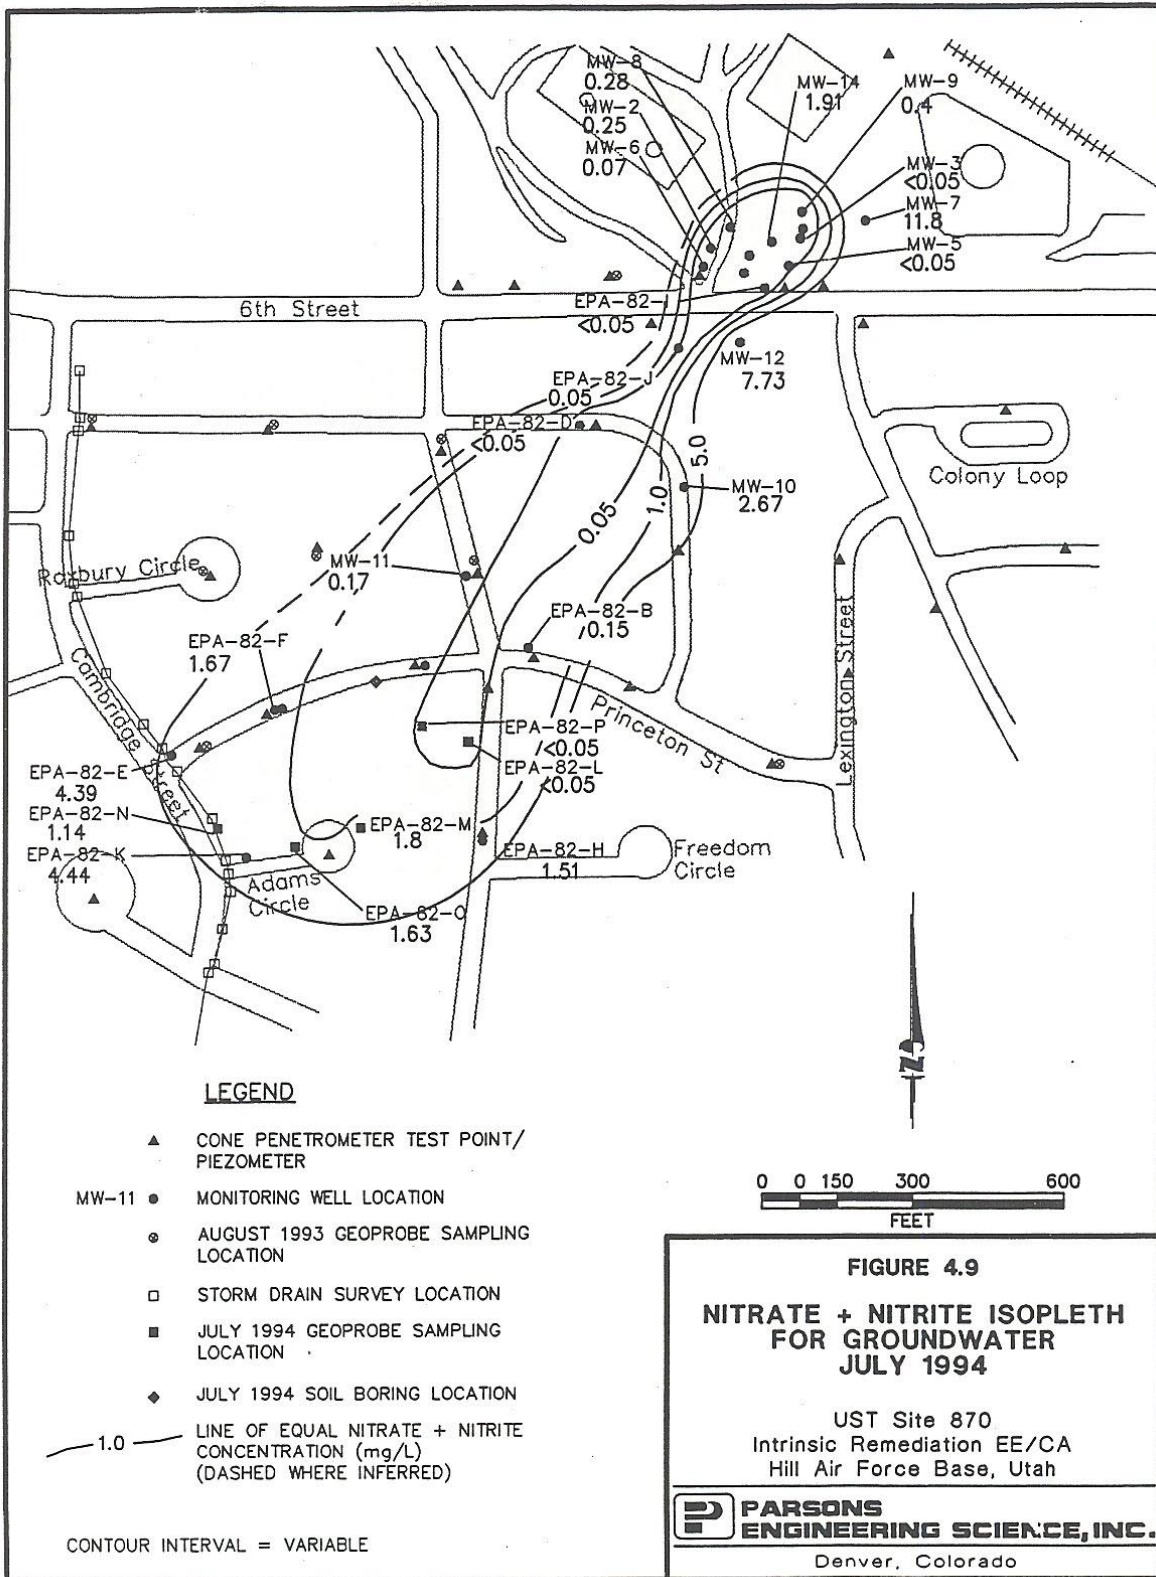 MW-8
0.28
MW-2
0.25
MW-6
0.07
MW-14
1.91
MW-9
0.4
MW-3
<0.05
MW-7
11.8
MW-5
<0.05
6th Street
EPA-82-I
<0.05
MW-12
7.73
EPA-82-J
0.05
EPA-82-D
<0.05
5.0
1.0
0.05
MW-10
2.67
Colony Loop
Roxbury Circle
MW-11
0.17
EPA-82-B
0.15
EPA-82-F
1.67
Cambridge Street
Lexington Street
Princeton St
EPA-82-P
<0.05
EPA-82-L
<0.05
EPA-82-E
4.39
EPA-82-N
1.14
EPA-82-K
4.44
EPA-82-M
1.8
EPA-82-H
1.51
Freedom
Circle
Adams
Circle
EPA-82-O
1.63
N
LEGEND
CONE PENETROMETER TEST POINT/
PIEZOMETER
MW-11 MONITORING WELL LOCATION
AUGUST 1993 GEOPROBE SAMPLING
LOCATION
STORM DRAIN SURVEY LOCATION
JULY 1994 GEOPROBE SAMPLING
LOCATION
JULY 1994 SOIL BORING LOCATION
1.0 LINE OF EQUAL NITRATE + NITRITE
CONCENTRATION (mg/L)
(DASHED WHERE INFERRED)
CONTOUR INTERVAL = VARIABLE
0 0 150 300 600
FEET
FIGURE 4.9
NITRATE + NITRITE ISOPLETH
FOR GROUNDWATER
JULY 1994
UST Site 870
Intrinsic Remediation EE/CA
Hill Air Force Base, Utah
PARSONS
ENGINEERING SCIENCE, INC.
Denver, Colorado